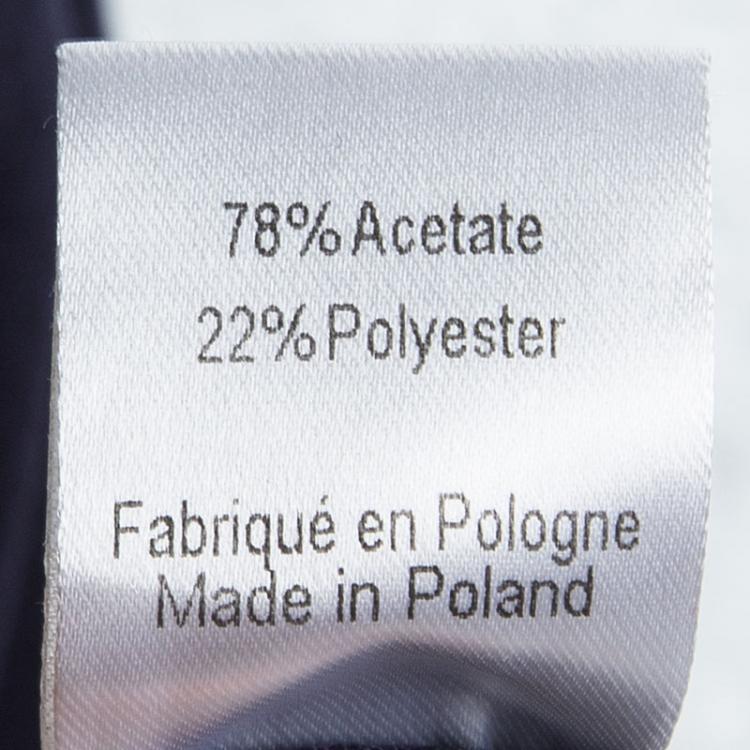 78% Acetate
22% Polyester
Fabriqué en Pologne
Made in Poland